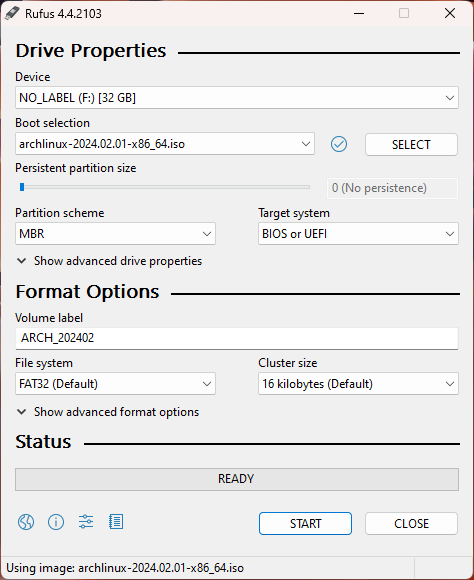 Rufus 4.4.2103
Drive Properties
Device
NO_LABEL (F:) [32 GB]
Boot selection
archlinux-2024.02.01-x86_64.iso
SELECT
Persistent partition size
0 (No persistence)
Partition scheme
Target system
MBR
BIOS or UEFI
Show advanced drive properties
Format Options
Volume label
ARCH_202402
File system
Cluster size
FAT32 (Default)
16 kilobytes (Default)
Show advanced format options
Status
READY
START
CLOSE
Using image: archlinux-2024.02.01-x86_64.iso